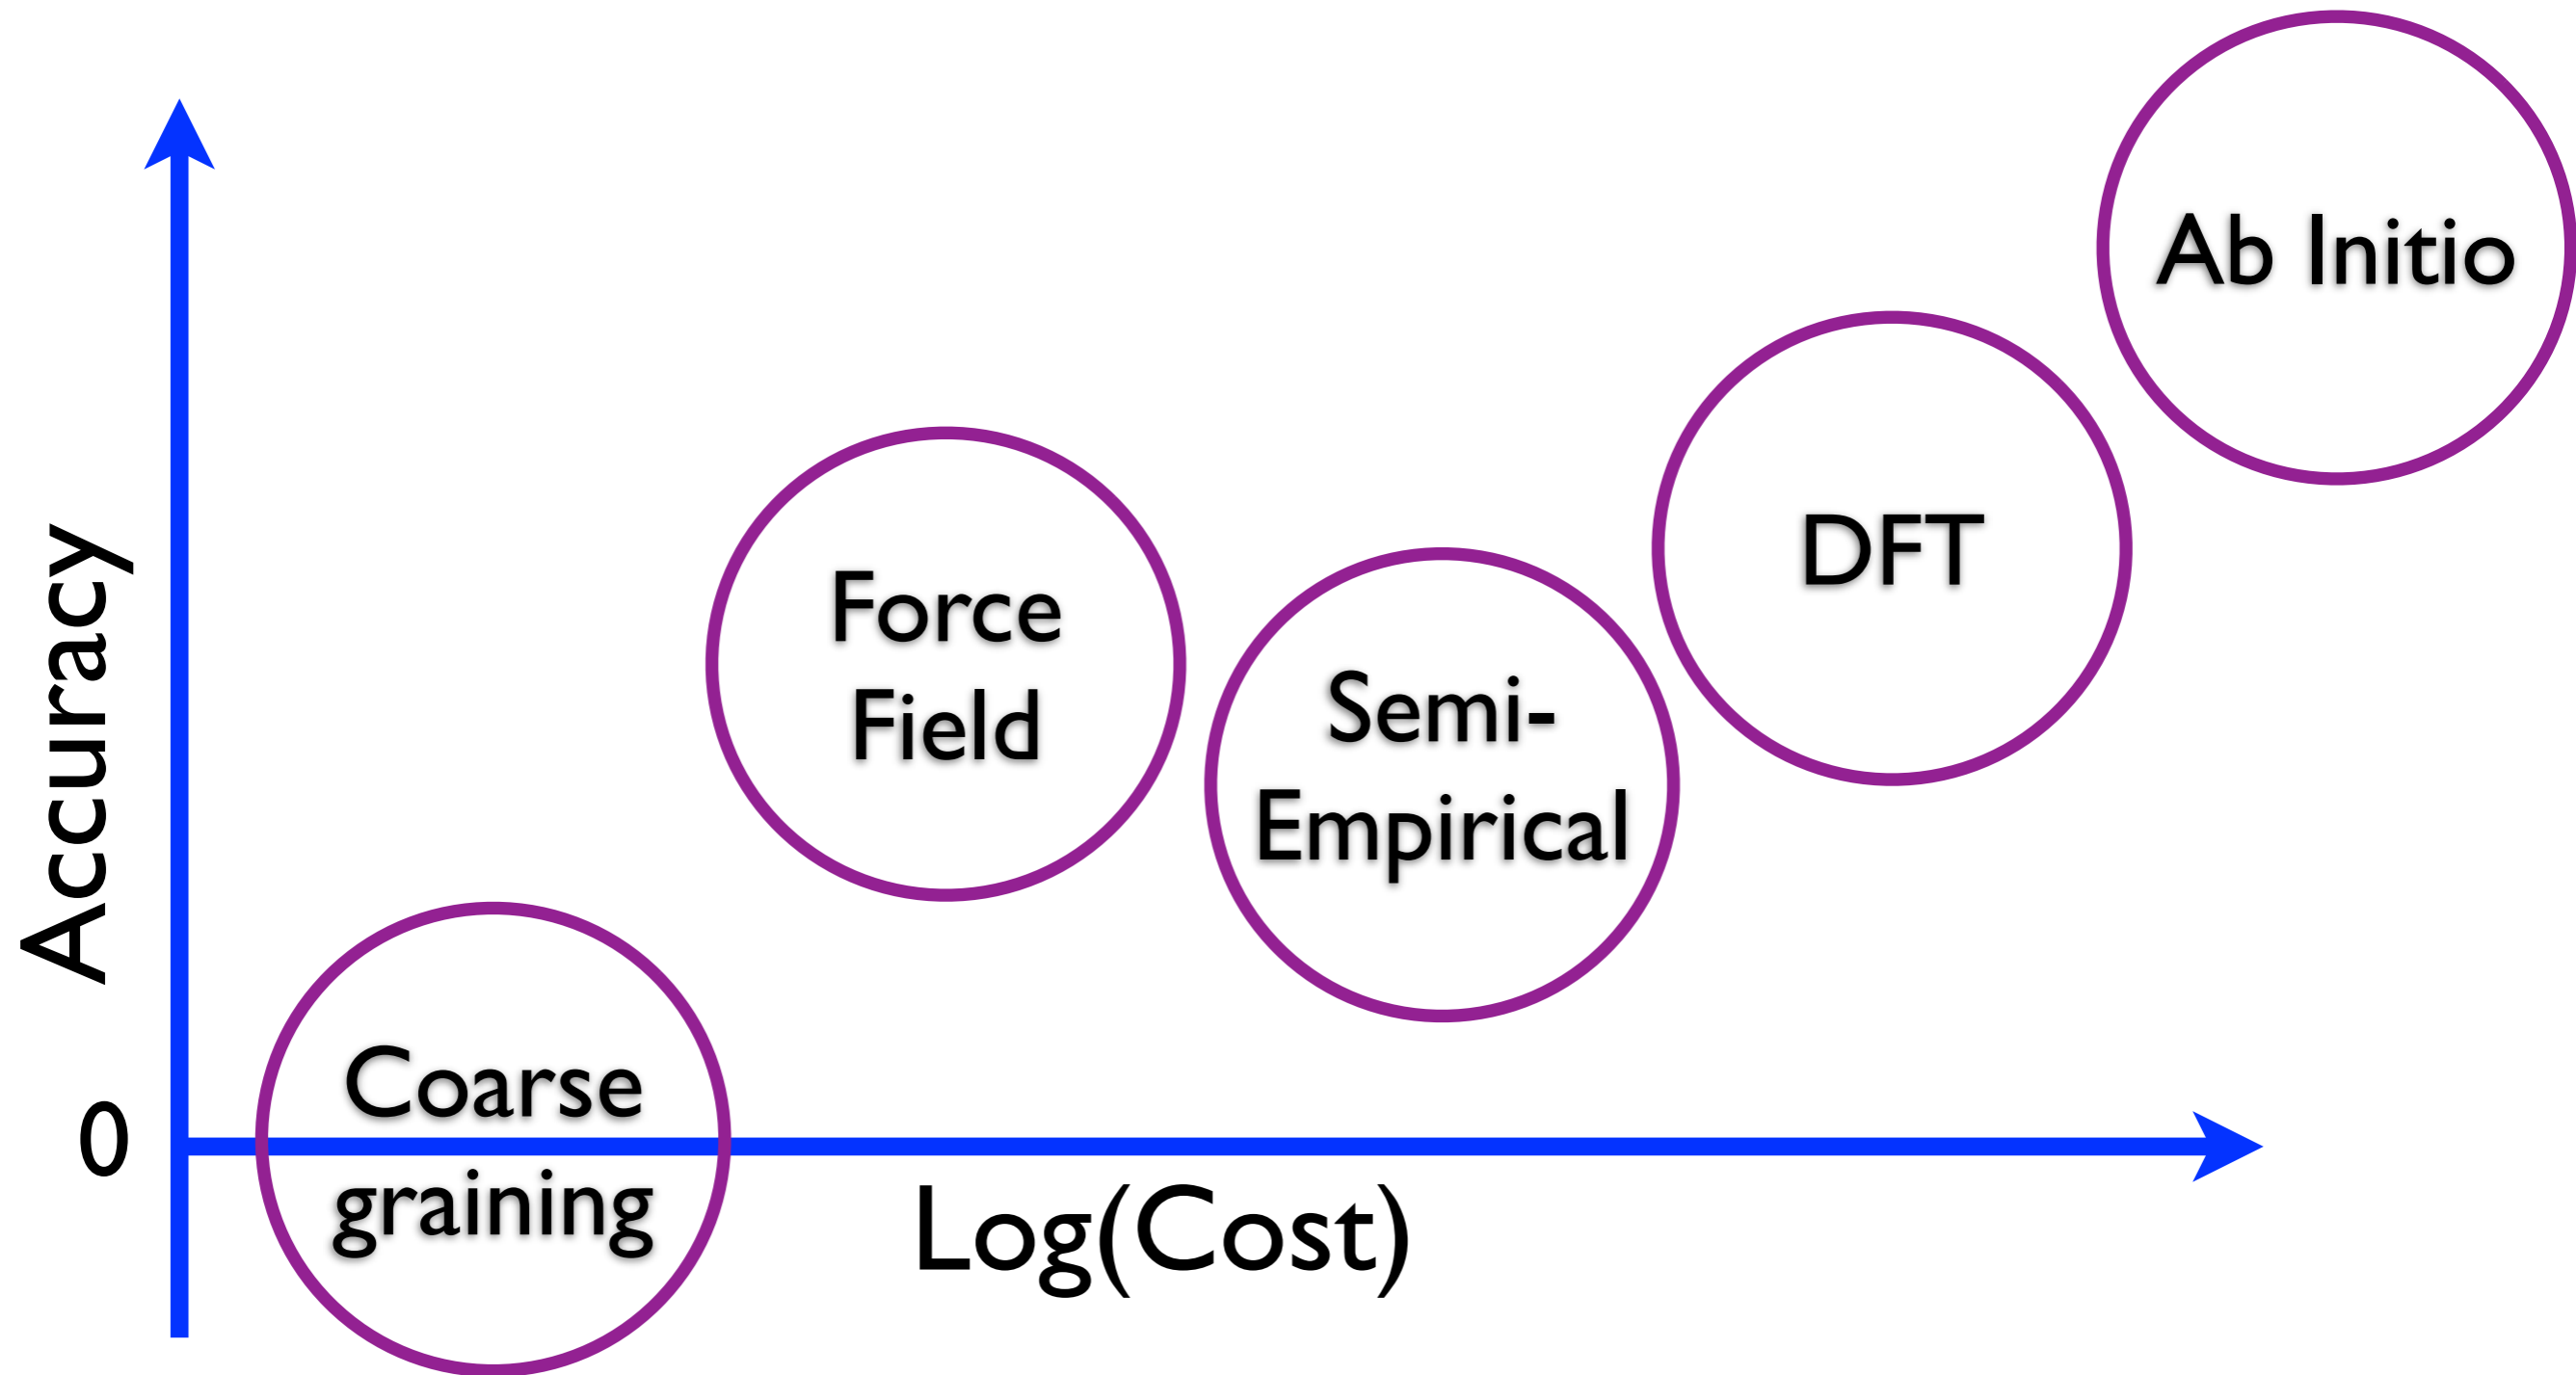 Accuracy
0
Coarse
graining
Force
Field
Semi-
Empirical
DFT
Ab Initio
Log(Cost)